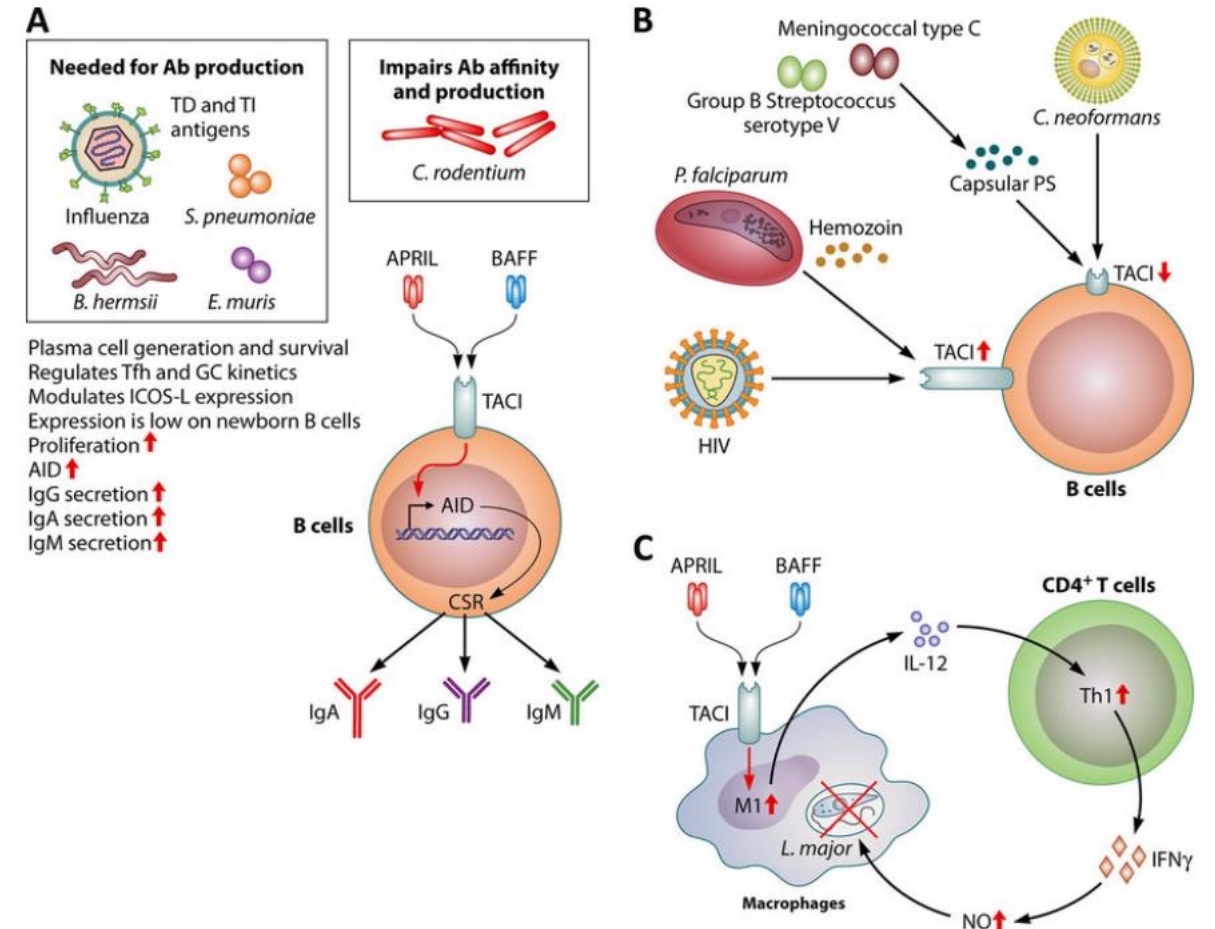 A
Needed for Ab production
TD and TI
antigens
Influenza
S. pneumoniae
B. hermsii
E. muris
Impairs Ab affinity
and production
C. rodentium
Plasma cell generation and survival
Regulates Tfh and GC kinetics
Modulates ICOS-L expression
Expression is low on newborn B cells
Proliferation
AID
IgG secretion
IgA secretion
IgM secretion
APRIL
BAFF
TACI
AID
B cells
CSR
IgA
IgG
IgM
B
Meningococcal type C
Group B Streptococcus
serotype V
C. neoformans
Capsular PS
P. falciparum
Hemozoin
TACI
TACI
HIV
B cells
C
APRIL
BAFF
TACI
M1
L. major
Macrophages
IL-12
CD4+ T cells
Th1
IFNγ
NO